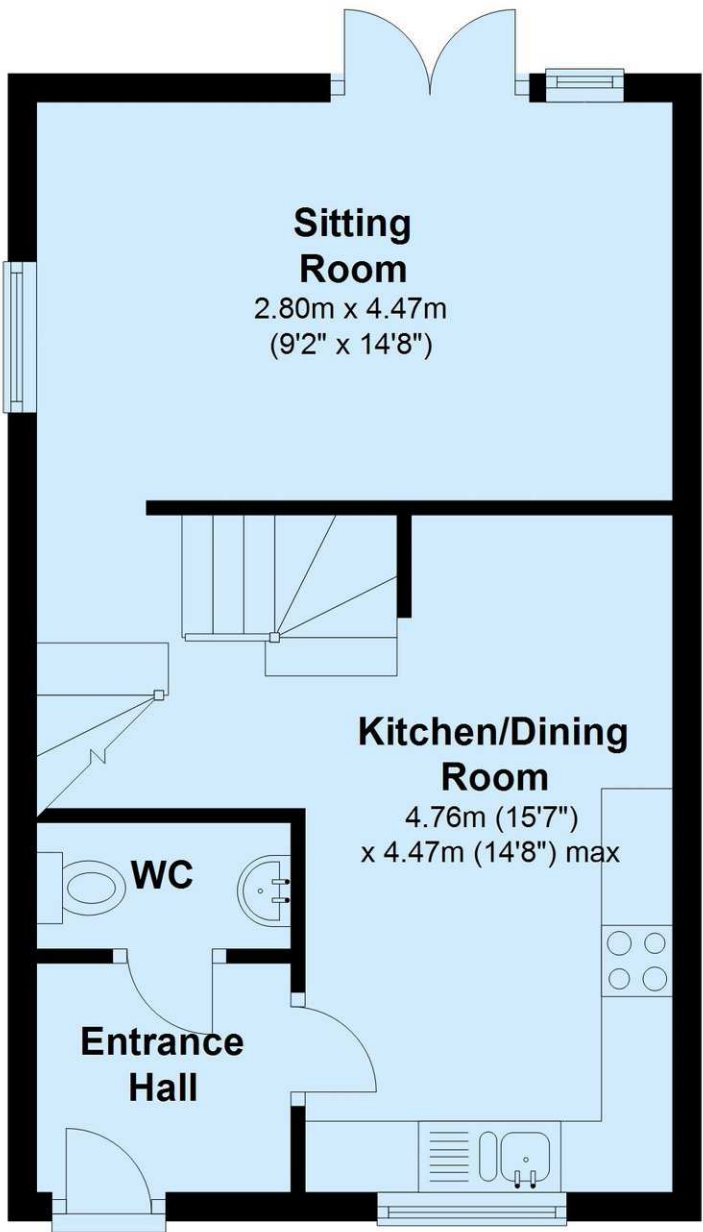 Sitting
Room
2.80m x 4.47m
(9'2" x 14'8")
Kitchen/Dining
Room
4.76m (15'7")
x 4.47m (14'8") max
WC
Entrance
Hall